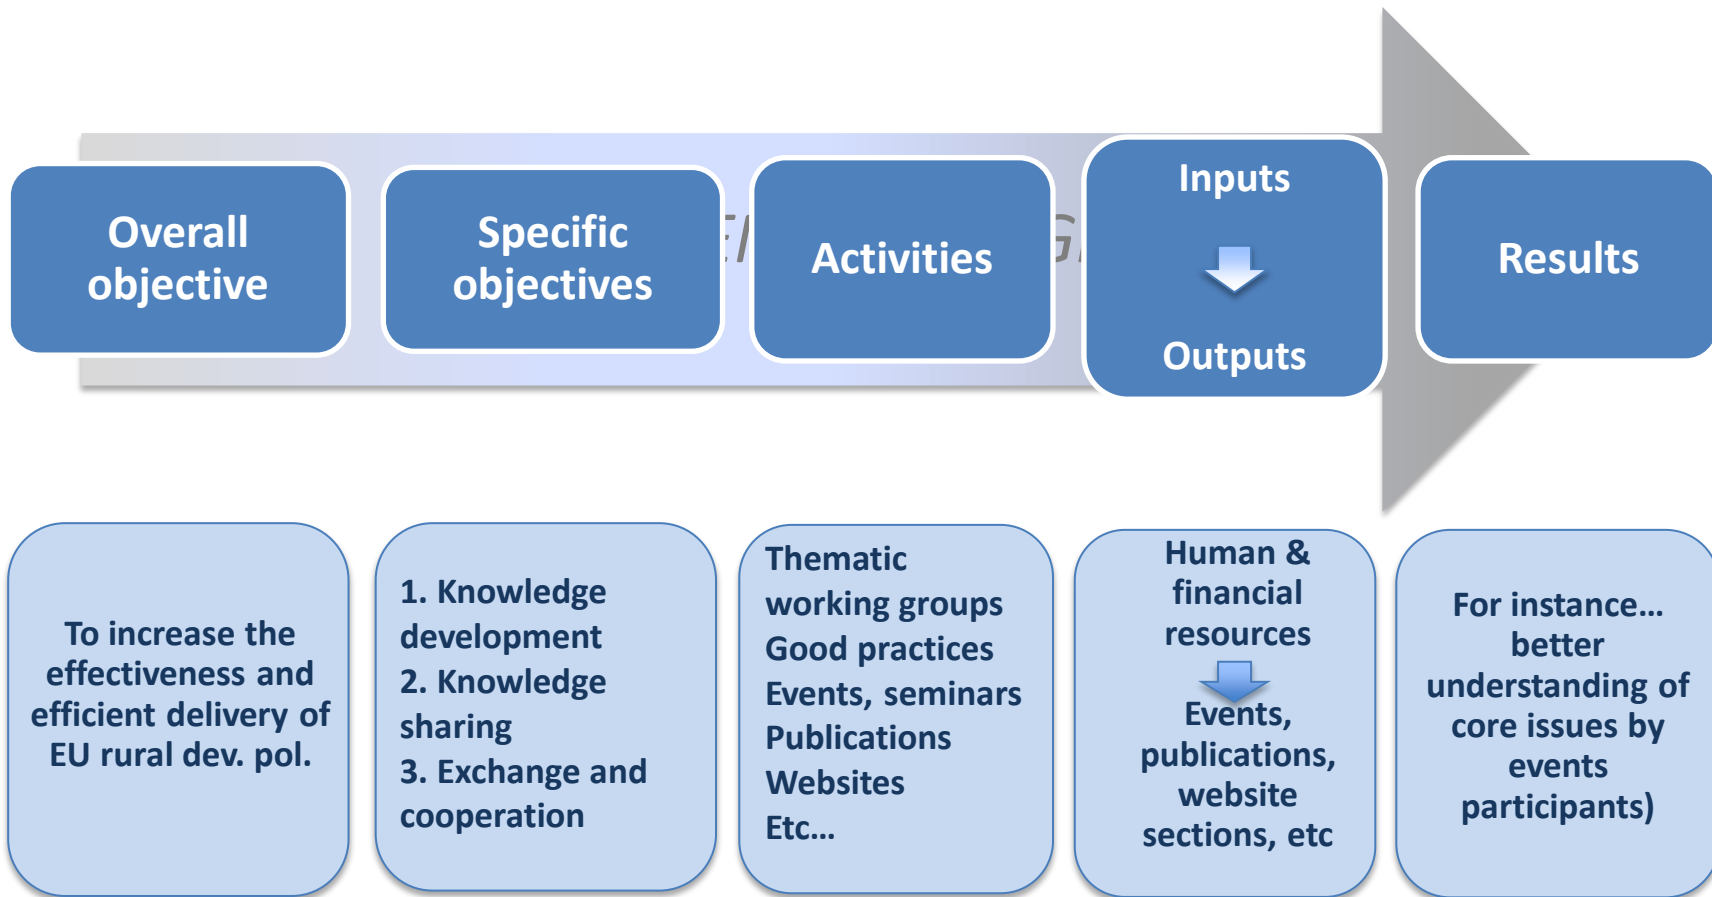 Overall
objective
Specific
objectives
Activities
Inputs
Outputs
Results
To increase the
effectiveness and
efficient delivery of
EU rural dev. pol.
1. Knowledge
development
2. Knowledge
sharing
3. Exchange and
cooperation
Thematic
working groups
Good practices
Events, seminars
Publications
Websites
Etc...
Human &
financial
resources
Events,
publications,
website
sections, etc
For instance...
better
understanding of
core issues by
events
participants)